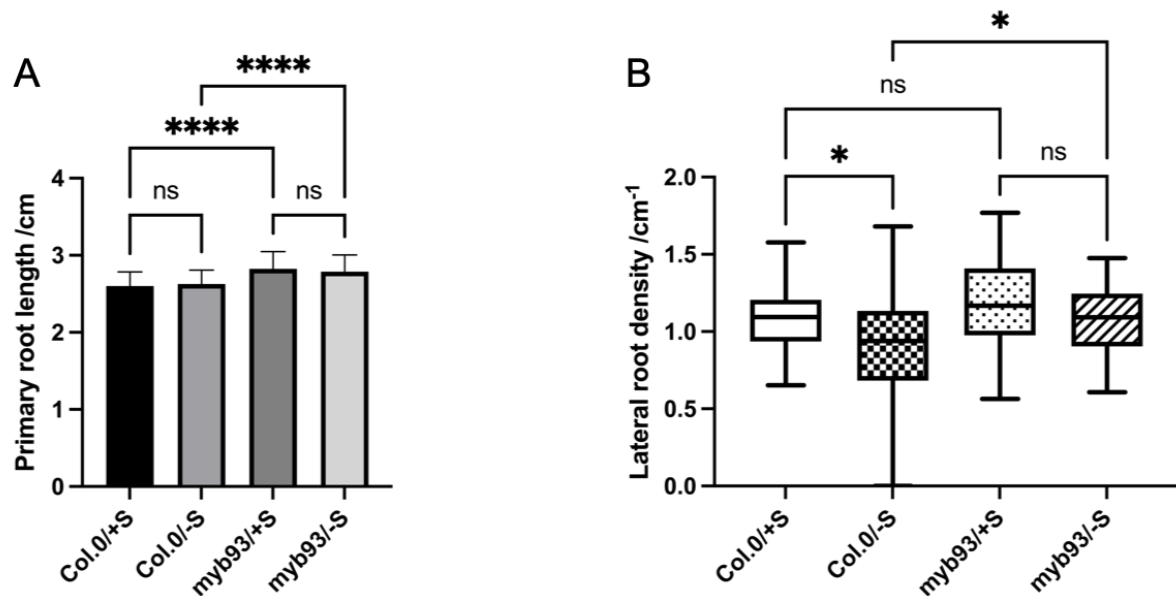 A
****
****
ns
ns
Primary root length /cm
4
3
2
1
0
Col.0/+S
Col.0/-S
myb93/+S
myb93/-S
B
*
ns
*
ns
Lateral root density /cm-1
2.0
1.5
1.0
0.5
0.0
Col.0/+S
Col.0/-S
myb93/+S
myb93/-S